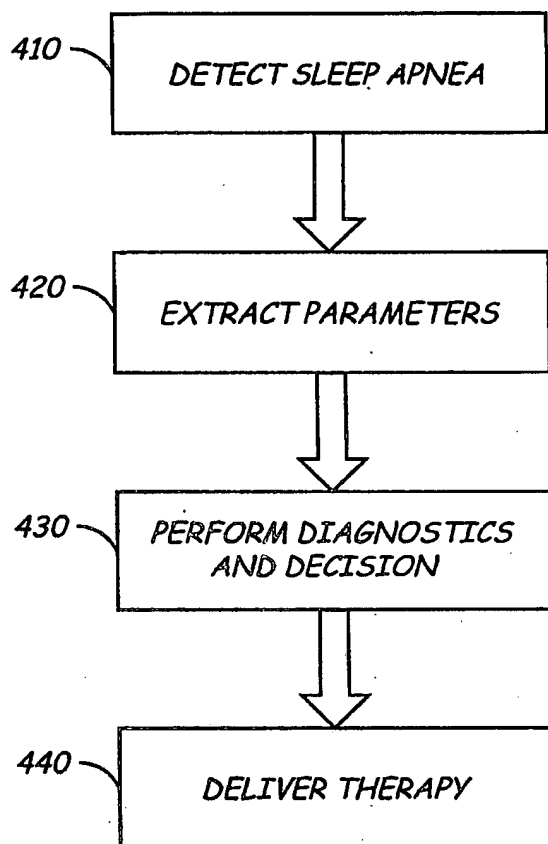 410
DETECT SLEEP APNEA
420
EXTRACT PARAMETERS
430
PERFORM DIAGNOSTICS
AND DECISION
440
DELIVER THERAPY